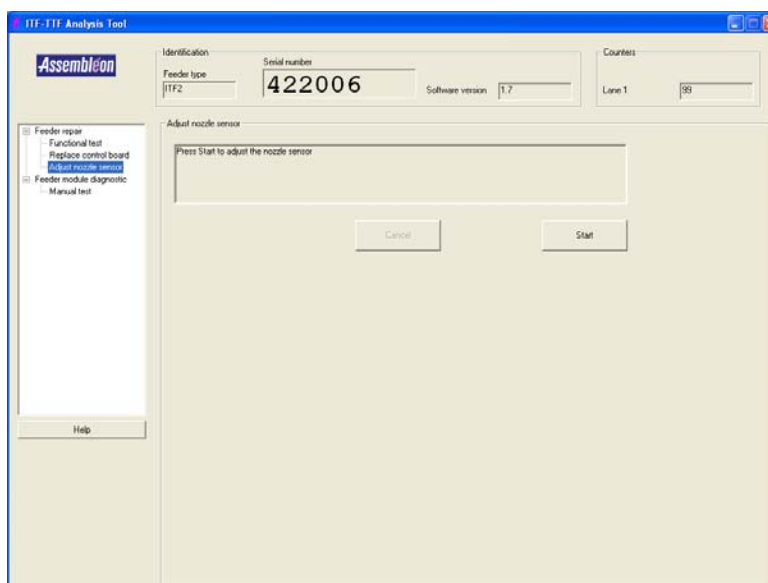 ITF-TTF Analysis Tool
Assembléon
Identification
Feeder type
ITF2
Serial number
422006
Software version 1.7
Counters
Lane 1 99
Feeder repair
Functional test
Replace control board
Adjust nozzle sensor
Feeder module diagnostic
Manual test
Help
Adjust nozzle sensor
Press Start to adjust the nozzle sensor
Cancel
Start